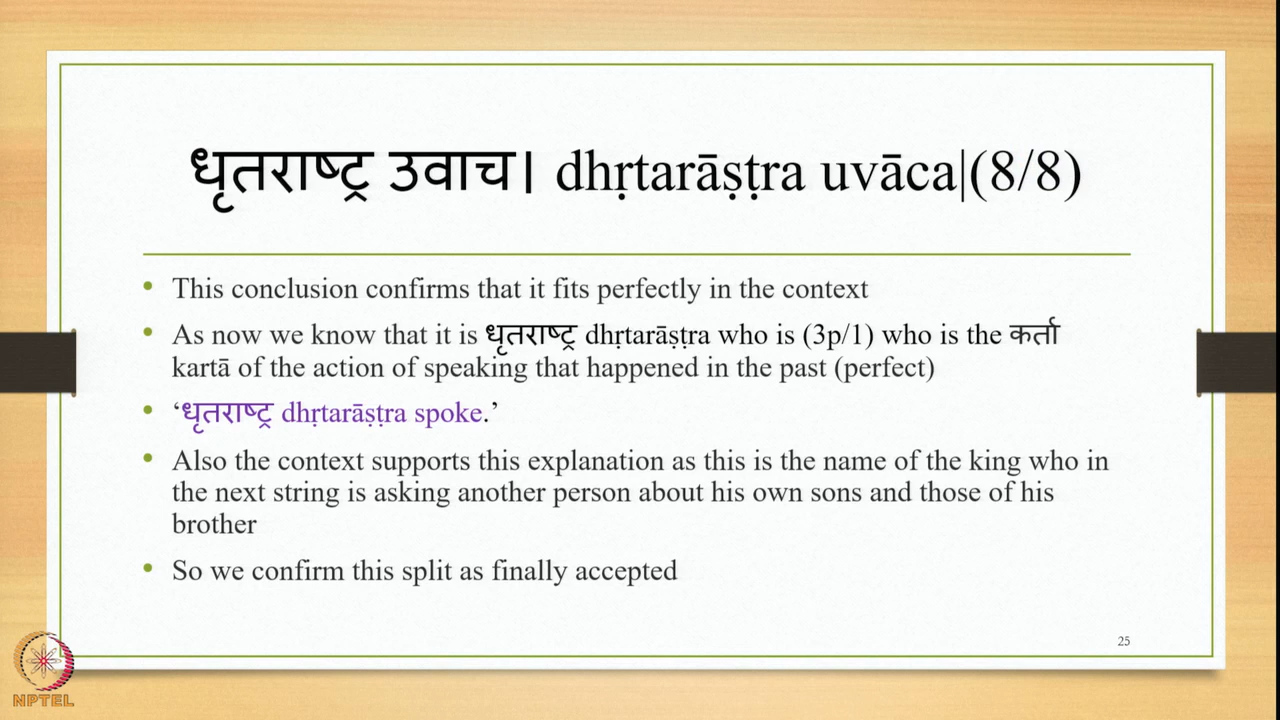 धृतराष्ट्र उवाच। dhṛtarāṣṭra uvāca|(8/8)
• This conclusion confirms that it fits perfectly in the context
• As now we know that it is धृतराष्ट्र dhṛtarāṣṭra who is (3p/1) who is the कर्ता
kartā of the action of speaking that happened in the past (perfect)
• ‘धृतराष्ट्र dhṛtarāṣṭra spoke.’
• Also the context supports this explanation as this is the name of the king who in
the next string is asking another person about his own sons and those of his
brother
• So we confirm this split as finally accepted
25
NPTEL